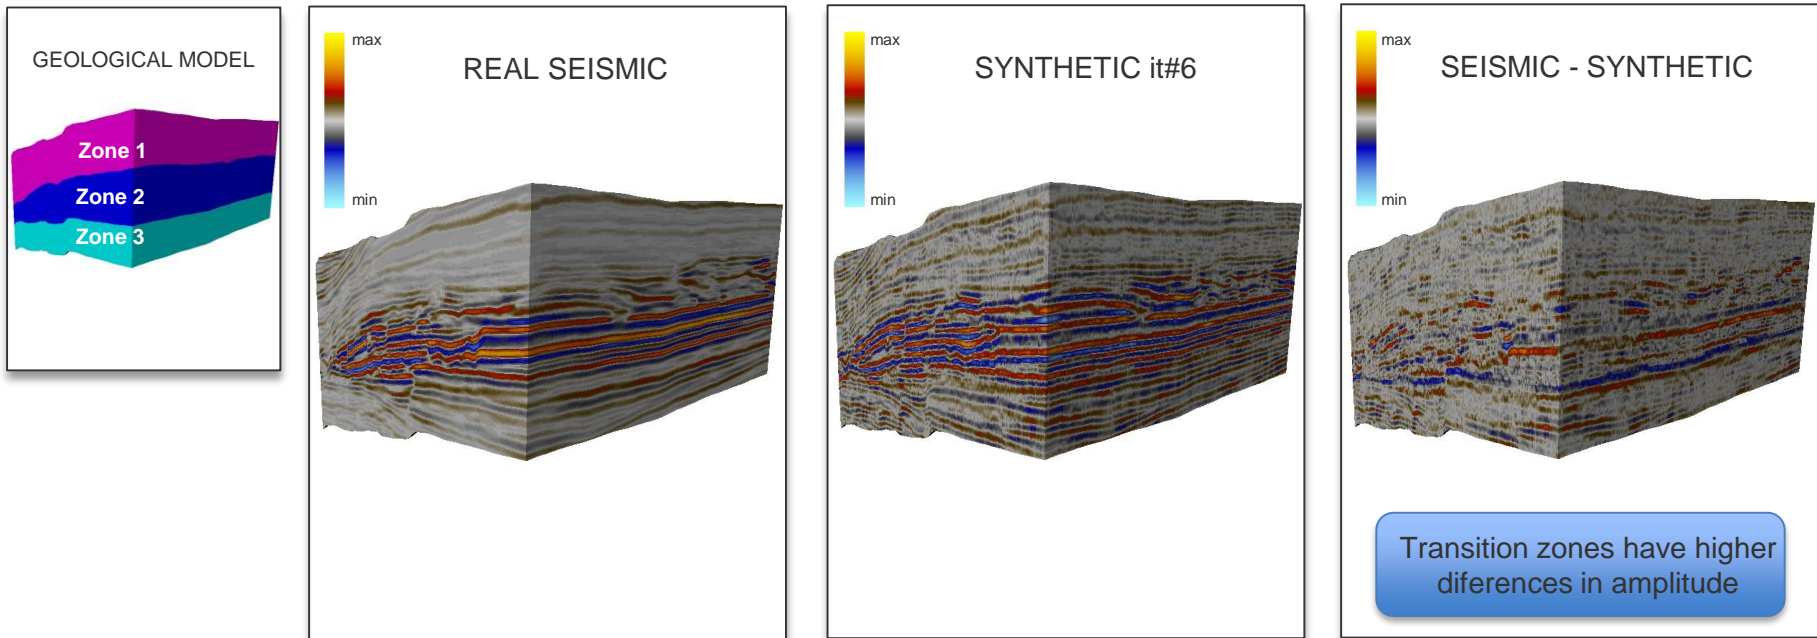 GEOLOGICAL MODEL
Zone 1
Zone 2
Zone 3
max
REAL SEISMIC
min
max
SYNTHETIC it#6
min
max
SEISMIC - SYNTHETIC
min
Transition zones have higher
diferences in amplitude